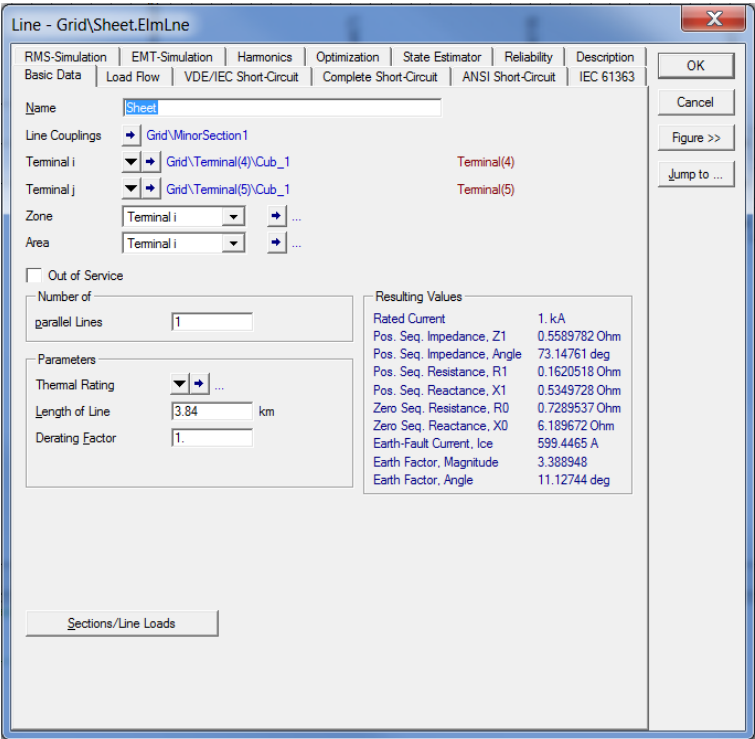 Line - Grid\Sheet.ElmLne
RMS-Simulation EMT-Simulation Harmonics Optimization State Estimator Reliability Description
Basic Data Load Flow VDE/IEC Short-Circuit Complete Short-Circuit ANSI Short-Circuit IEC 61363
OK
Cancel
Figure >>
Jump to ...
Name Sheet
Line Couplings Grid\MinorSection1
Terminal i Grid\Terminal(4)\Cub_1 Terminal(4)
Terminal j Grid\Terminal(5)\Cub_1 Terminal(5)
Zone Terminal i ...
Area Terminal i ...
Out of Service
Number of
parallel Lines 1
Parameters
Thermal Rating ...
Length of Line 3.84 km
Derating Factor 1.
Resulting Values
Rated Current 1. kA
Pos. Seq. Impedance, Z1 0.5589782 Ohm
Pos. Seq. Impedance, Angle 73.14761 deg
Pos. Seq. Resistance, R1 0.1620518 Ohm
Pos. Seq. Reactance, X1 0.5349728 Ohm
Zero Seq. Resistance, R0 0.7289537 Ohm
Zero Seq. Reactance, X0 6.189672 Ohm
Earth-Fault Current, Ice 599.4465 A
Earth Factor, Magnitude 3.388948
Earth Factor, Angle 11.12744 deg
Sections/Line Loads